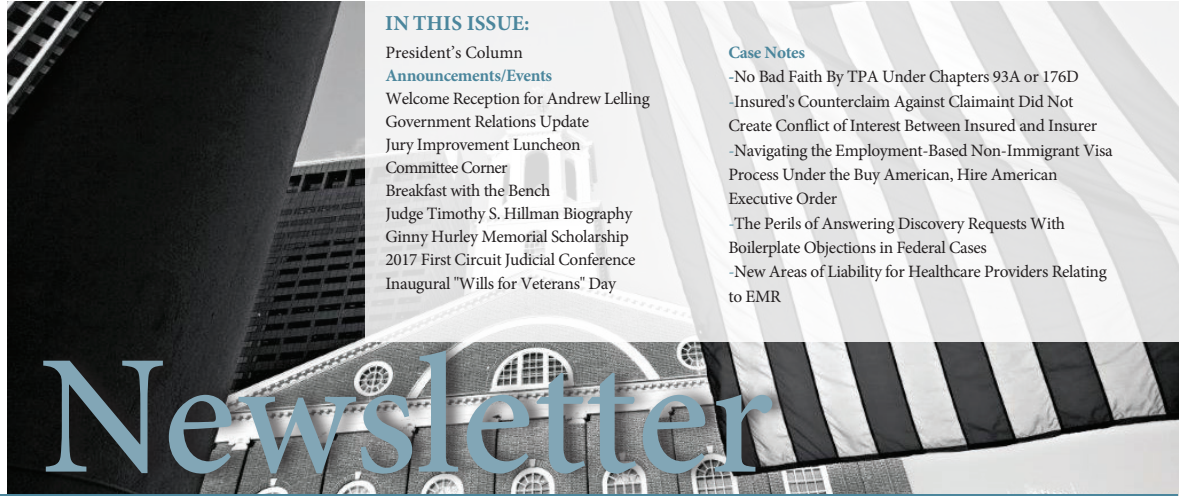 IN THIS ISSUE:
President’s Column
Announcements/Events
Welcome Reception for Andrew Lelling
Government Relations Update
Jury Improvement Luncheon
Committee Corner
Breakfast with the Bench
Judge Timothy S. Hillman Biography
Ginny Hurley Memorial Scholarship
2017 First Circuit Judicial Conference
Inaugural "Wills for Veterans" Day
Case Notes
-No Bad Faith By TPA Under Chapters 93A or 176D
-Insured's Counterclaim Against Claimaint Did Not
Create Conflict of Interest Between Insured and Insurer
-Navigating the Employment-Based Non-Immigrant Visa
Process Under the Buy American, Hire American
Executive Order
-The Perils of Answering Discovery Requests With
Boilerplate Objections in Federal Cases
-New Areas of Liability for Healthcare Providers Relating
to EMR
Newsletter